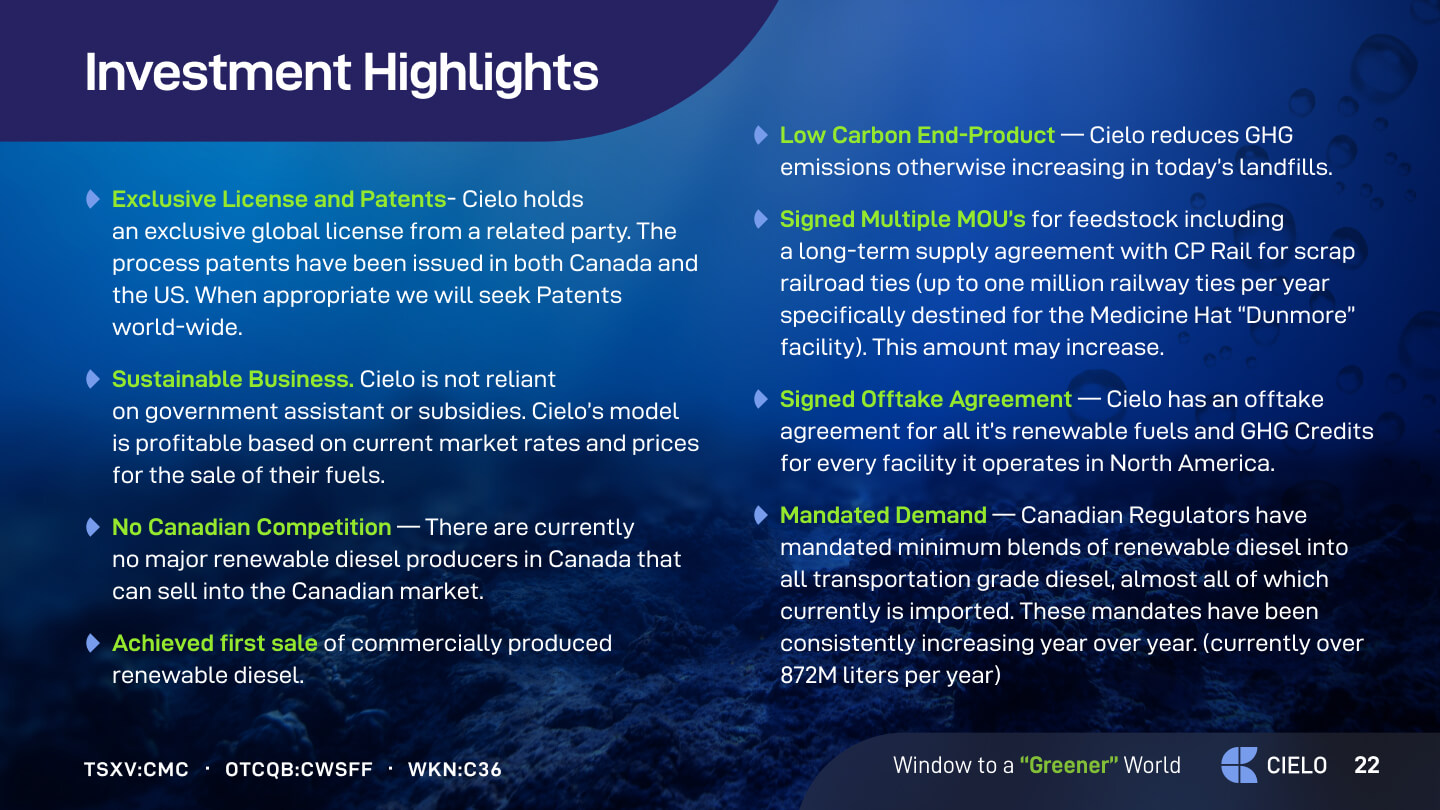 Investment Highlights
Exclusive License and Patents- Cielo holds
an exclusive global license from a related party. The
process patents have been issued in both Canada and
the US. When appropriate we will seek Patents
world-wide.
Sustainable Business. Cielo is not reliant
on government assistant or subsidies. Cielo's model
is profitable based on current market rates and prices
for the sale of their fuels.
No Canadian Competition — There are currently
no major renewable diesel producers in Canada that
can sell into the Canadian market.
Achieved first sale of commercially produced
renewable diesel.
Low Carbon End-Product — Cielo reduces GHG
emissions otherwise increasing in today's landfills.
Signed Multiple MOU's for feedstock including
a long-term supply agreement with CP Rail for scrap
railroad ties (up to one million railway ties per year
specifically destined for the Medicine Hat "Dunmore"
facility). This amount may increase.
Signed Offtake Agreement — Cielo has an offtake
agreement for all it's renewable fuels and GHG Credits
for every facility it operates in North America.
Mandated Demand — Canadian Regulators have
mandated minimum blends of renewable diesel into
all transportation grade diesel, almost all of which
currently is imported. These mandates have been
consistently increasing year over year. (currently over
872M liters per year)
TSXV:CMC · OTCQB:CWSFF · WKN:C36
Window to a "Greener" World
CIELO
22